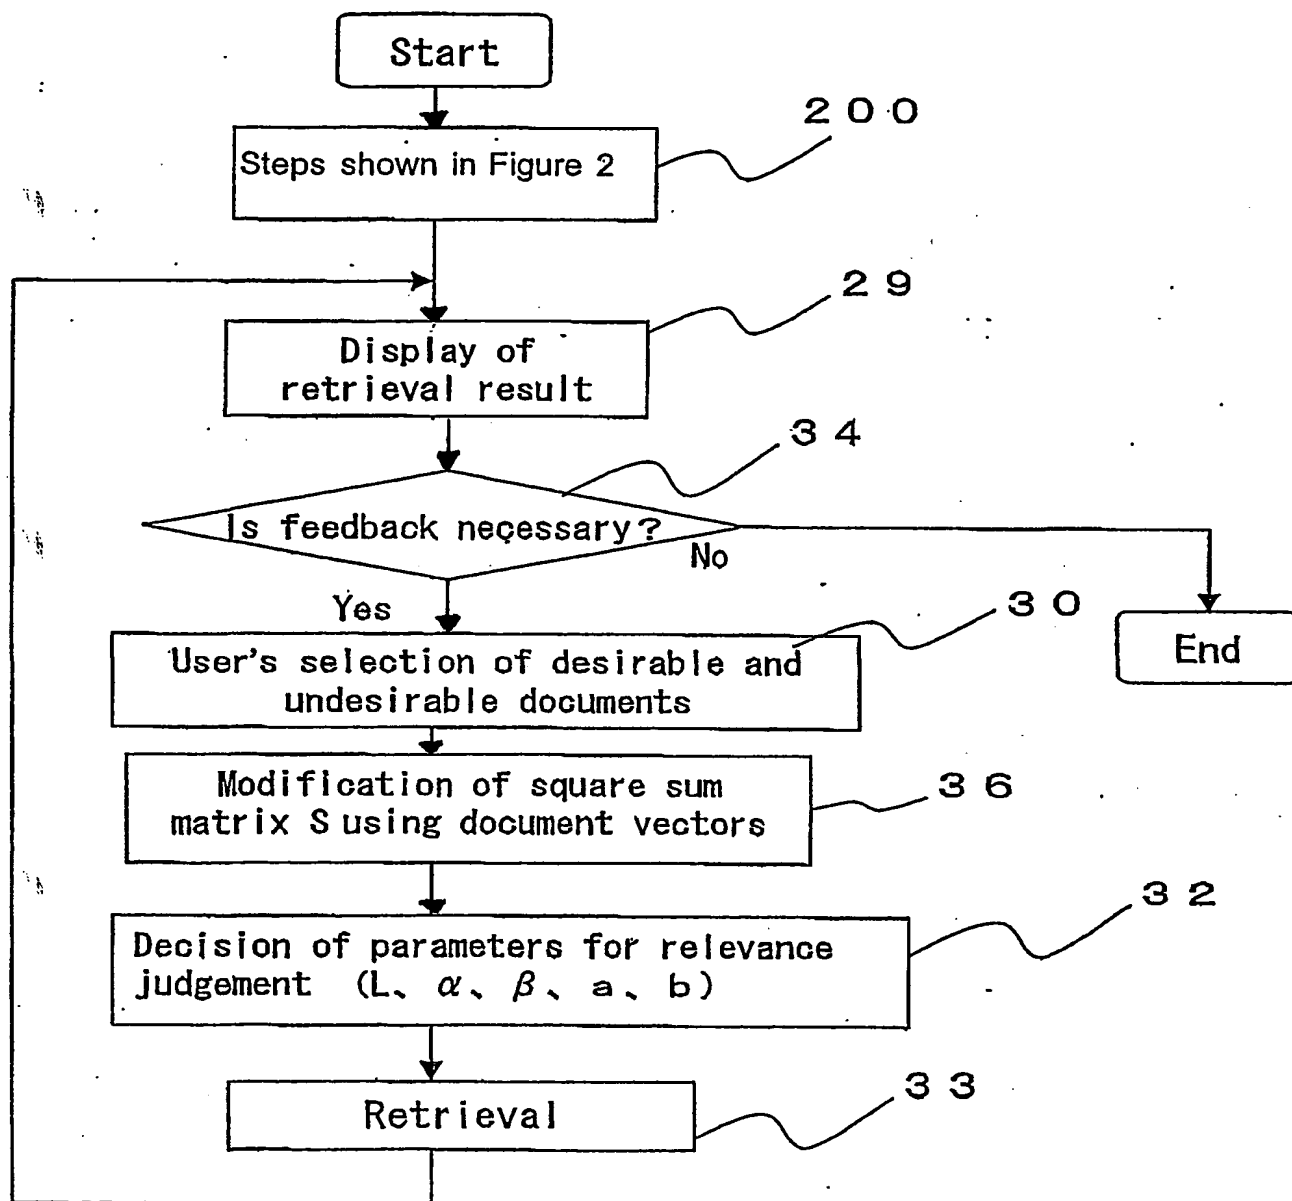 Start
200
Steps shown in Figure 2
29
Display of
retrieval result
34
Is feedback necessary?
No
Yes
30
User's selection of desirable and
undesirable documents
End
Modification of square sum
matrix S using document vectors
36
32
Decision of parameters for relevance
judgement (L、α、β、a、b)
33
Retrieval